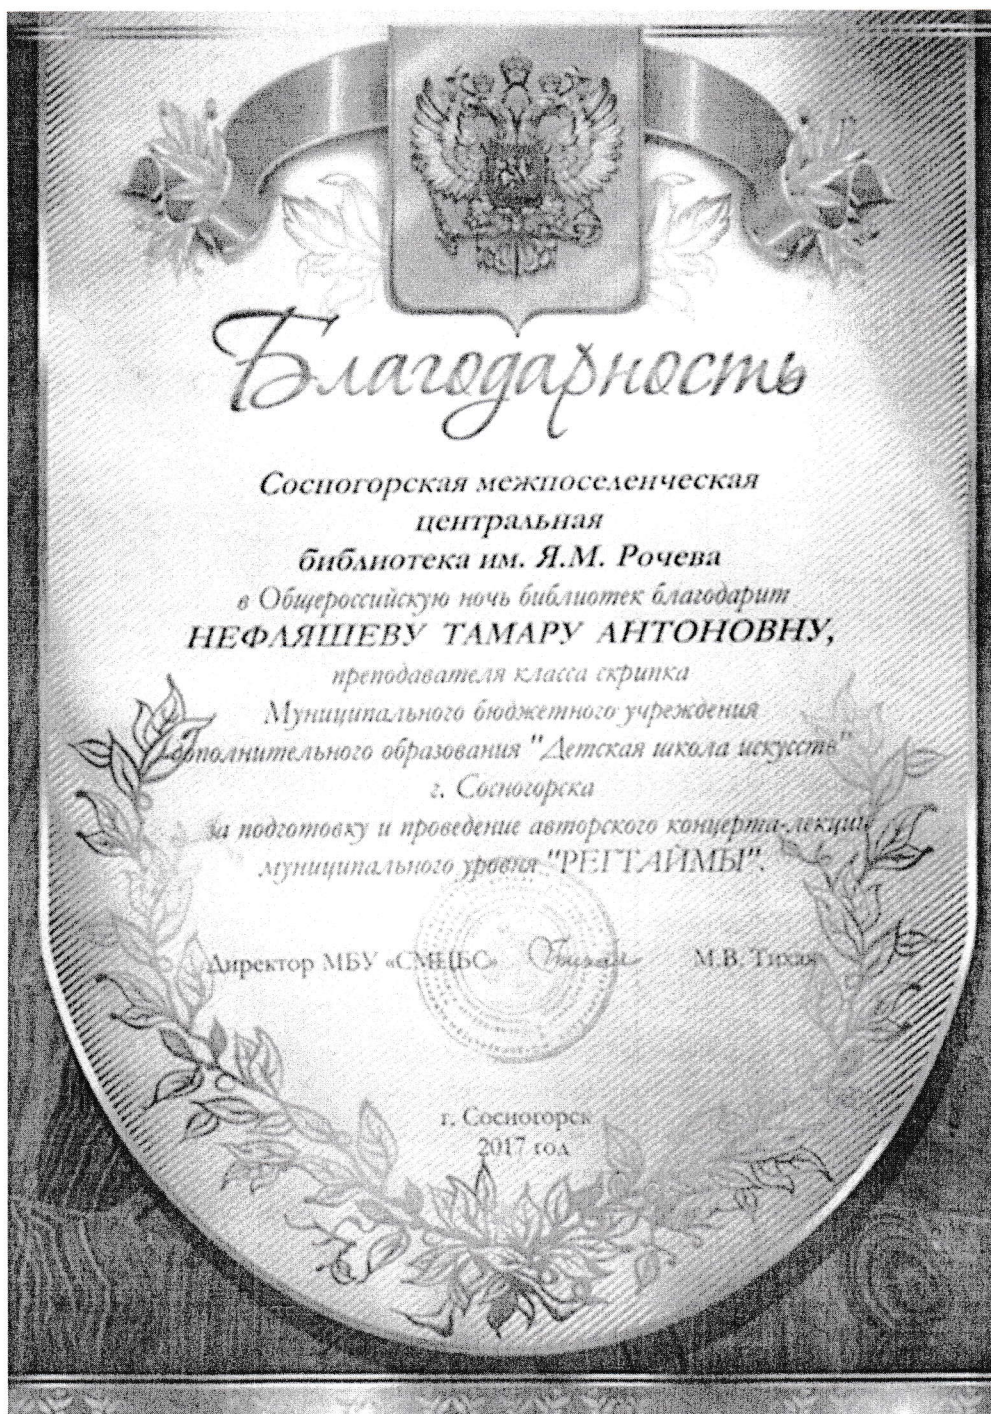 Благодарность
Сосногорская межпоселенческая
центральная
библиотека им. Я.М. Рочева
в Общероссийскую ночь библиотек благодарит
НЕФЛЯШЕВУ ТАМАРУ АНТОНОВНУ,
преподавателя класса скрипка
Муниципального бюджетного учреждения
дополнительного образования "Детская школа искусств"
г. Сосногорска
за подготовку и проведение авторского концерта-лекции
муниципального уровня "РЕГТАЙМЫ".
Директор МБУ «СМЦБС» М.В. Тихая
г. Сосногорск
2017 год